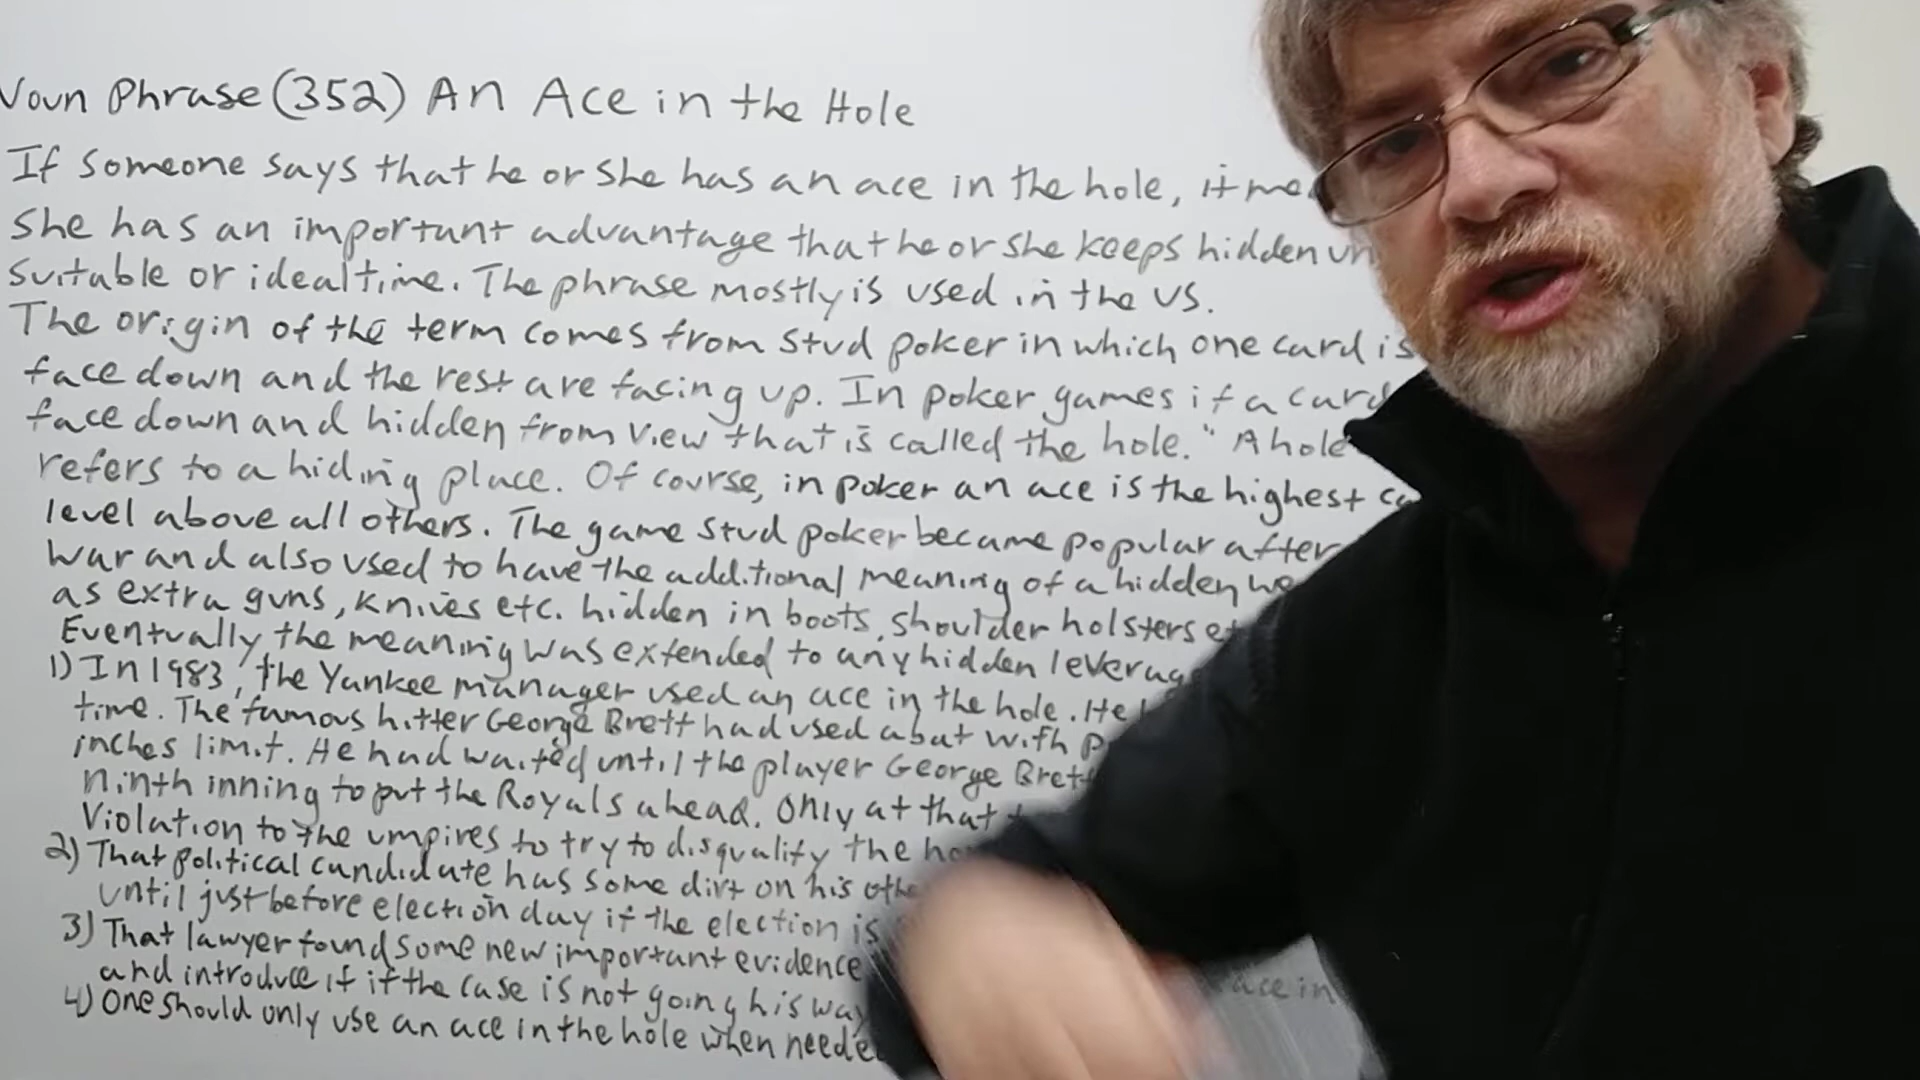 Noun Phrase (352) An Ace in the Hole
If someone says that he or she has an ace in the hole, it
she has an important advantage that he or she keeps hidden
suitable or ideal time. The phrase mostly is used in the US.
The origin of the term comes from stud poker in which one card is
face down and the rest are facing up. In poker games if a card
face down and hidden from view that is called the hole." A hole
refers to a hiding place. Of course, in poker an ace is the highest
level above all others. The game stud poker became popular after
war and also used to have the additional meaning of a hidden
as extra guns, knives etc. hidden in boots, shoulder holsters
Eventually, the meaning was extended to any hidden
1) In 1983, the Yankee manager used an ace in the hole. He
time. The famous hitter George Brett had used a bat with
inches limit. He had waited until the player George Brett
ninth inning to put the Royals ahead. Only at that
violation to the umpires to try to disqualify the
2) That political candidate has some dirt on his
until just before election day if the election is
3) That lawyer found some new important evidence
and introduce it if the case is not going his way
ace in
4) One should only use an ace in the hole when